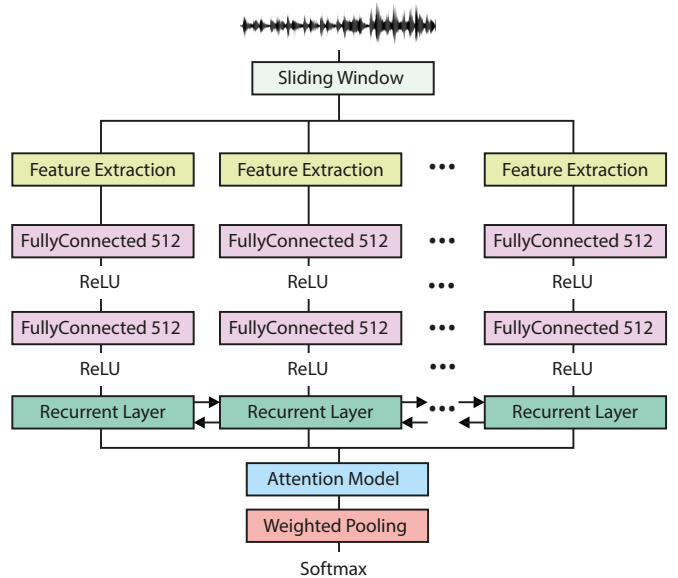 Sliding Window
Feature Extraction Feature Extraction ••• Feature Extraction
FullyConnected 512 FullyConnected 512 ••• FullyConnected 512
ReLU ReLU ••• ReLU
FullyConnected 512 FullyConnected 512 ••• FullyConnected 512
ReLU ReLU ••• ReLU
Recurrent Layer Recurrent Layer ••• Recurrent Layer
Attention Model
Weighted Pooling
Softmax